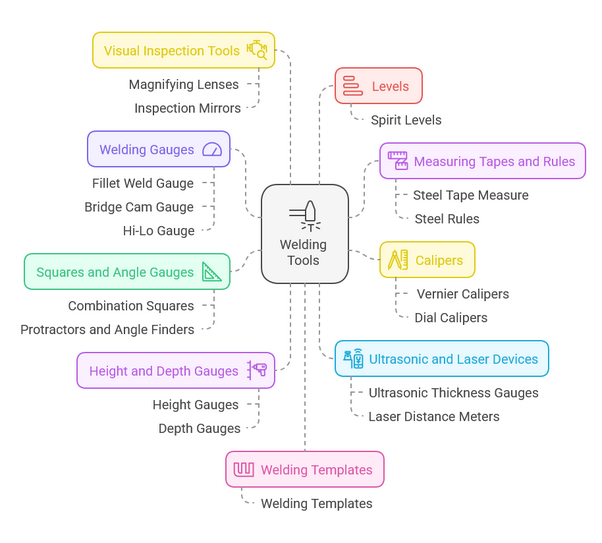 Visual Inspection Tools
Magnifying Lenses
Inspection Mirrors
Welding Gauges
Fillet Weld Gauge
Bridge Cam Gauge
Hi-Lo Gauge
Squares and Angle Gauges
Combination Squares
Protractors and Angle Finders
Height and Depth Gauges
Height Gauges
Depth Gauges
Welding
Tools
Levels
Spirit Levels
Measuring Tapes and Rules
Steel Tape Measure
Steel Rules
Calipers
Vernier Calipers
Dial Calipers
Ultrasonic and Laser Devices
Ultrasonic Thickness Gauges
Laser Distance Meters
Welding Templates
Welding Templates